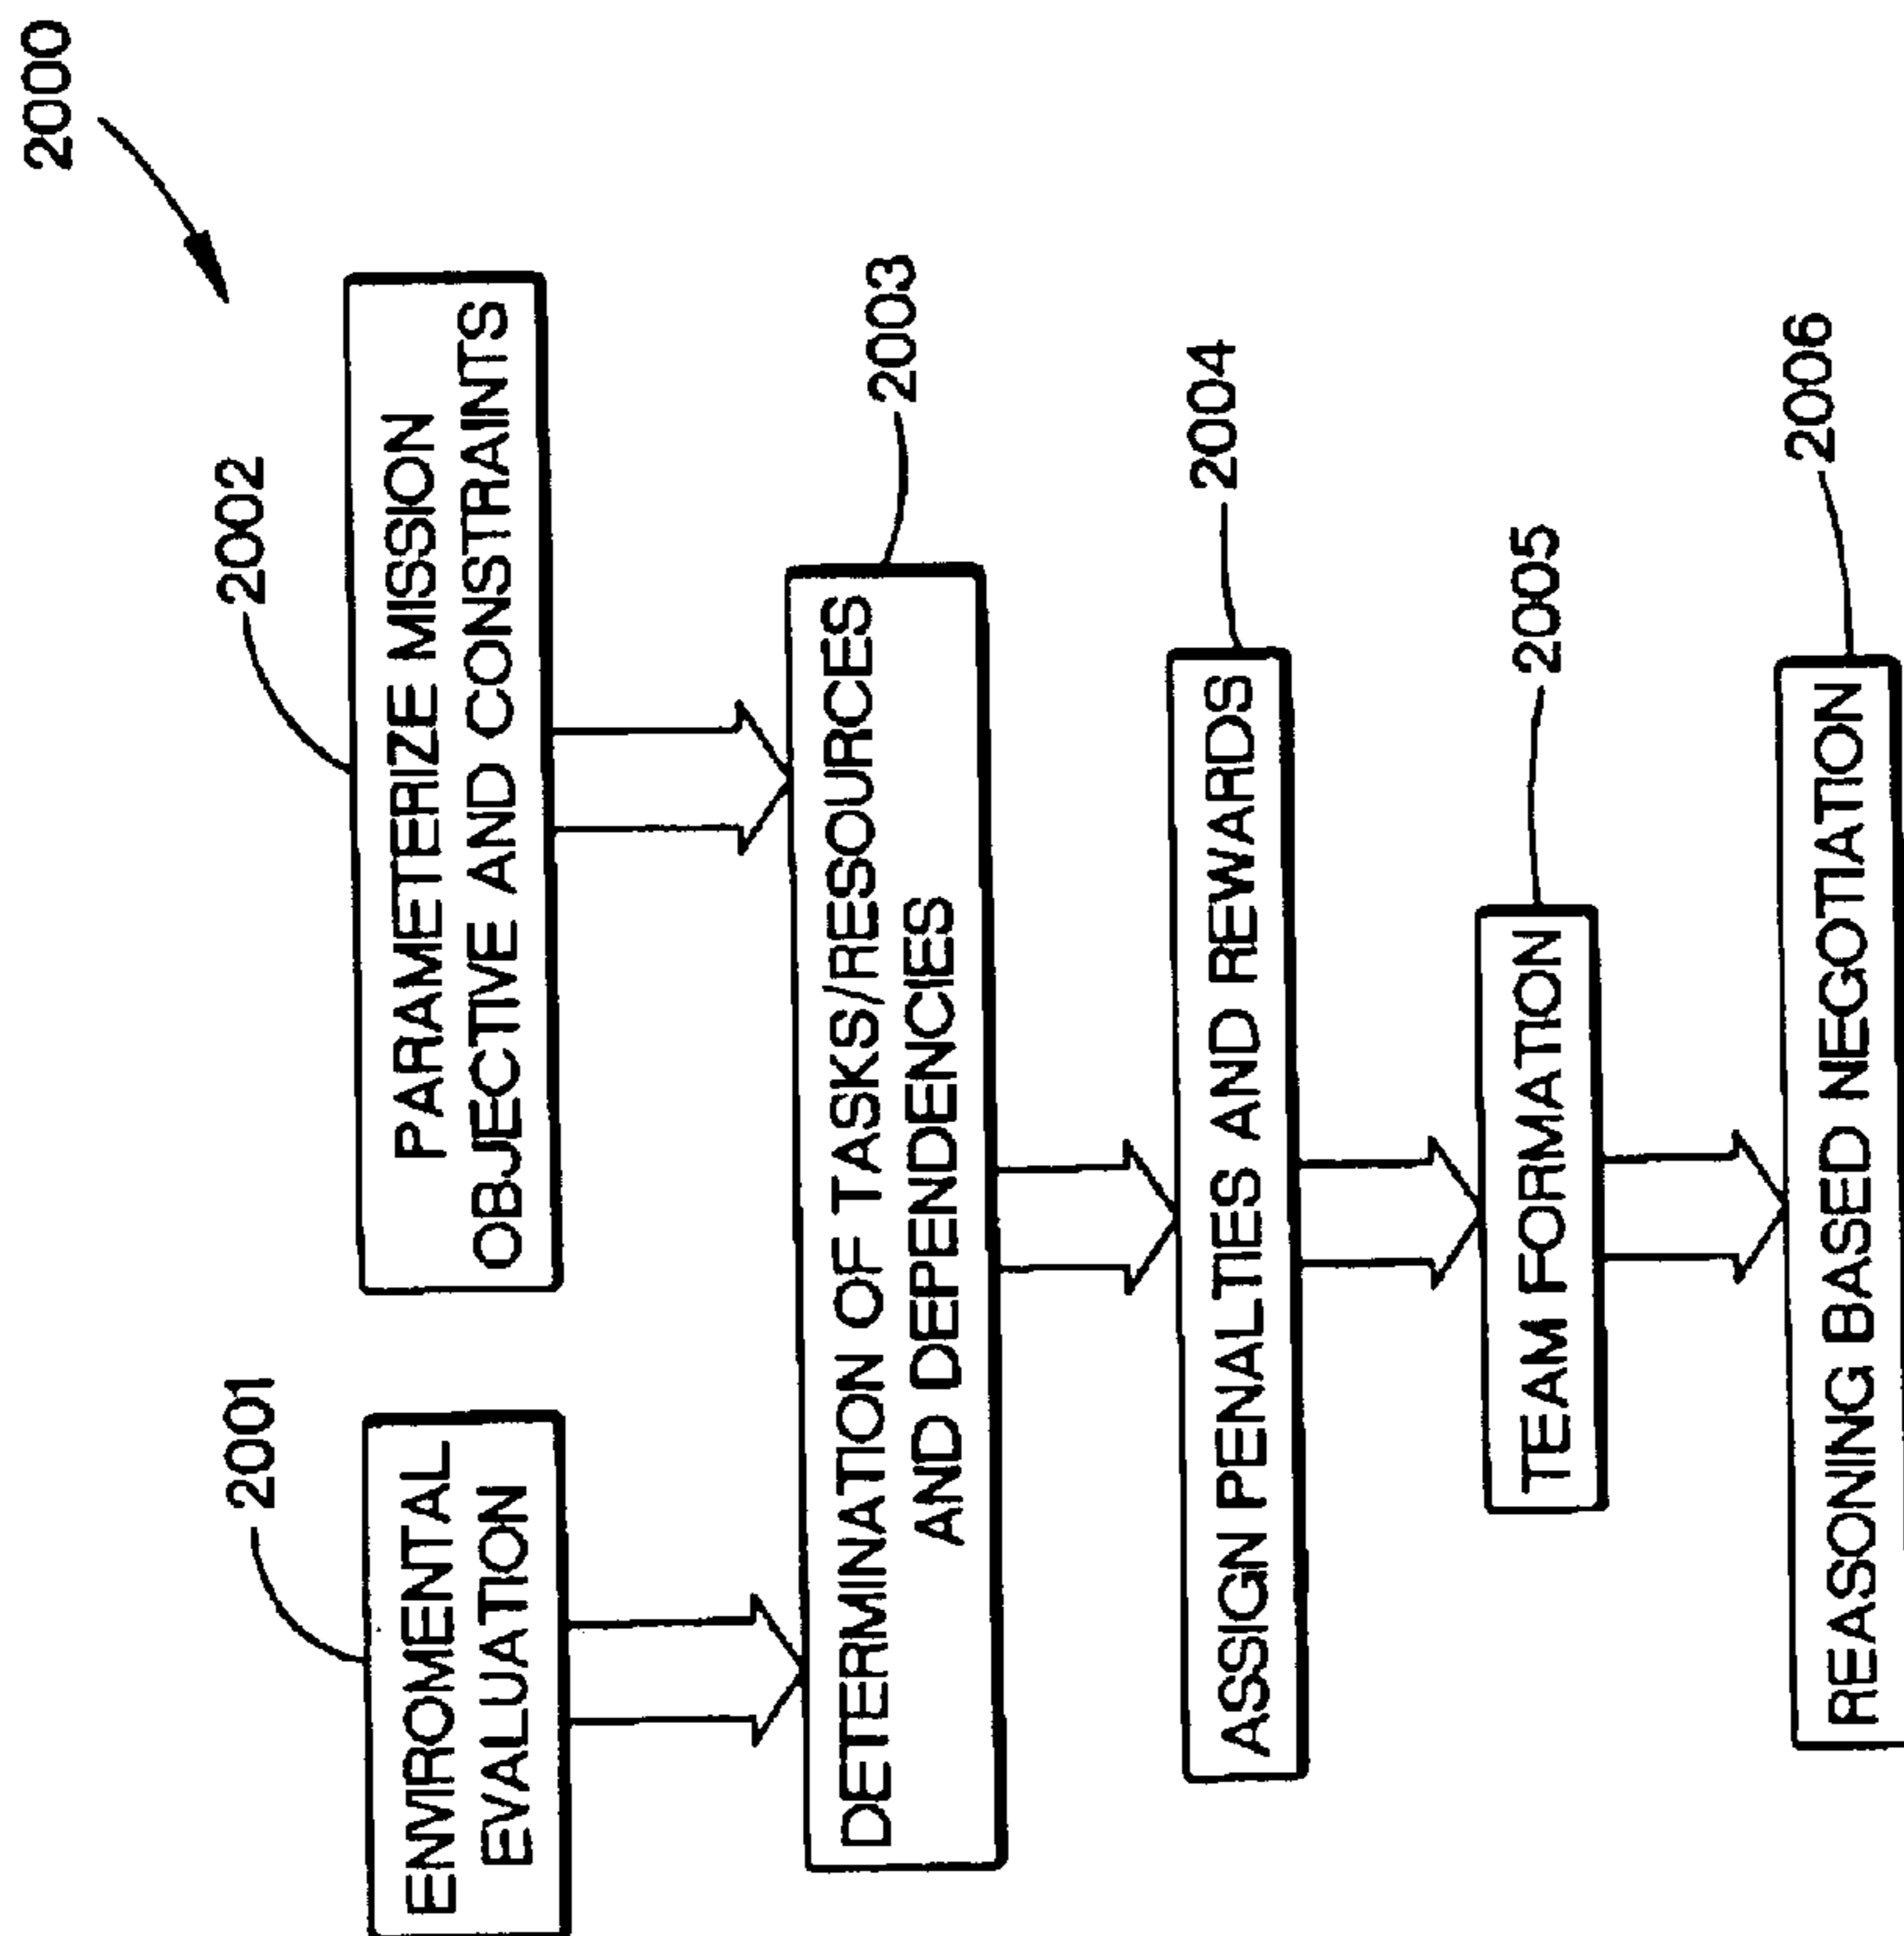 2000
2001
ENVIROMENTAL
EVALUATION
2002
PARAMETERIZE MISSION
OBJECTIVE AND CONSTRAINTS
2003
DETERMINATION OF TASKS/RESOURCES
AND DEPENDENCIES
2004
ASSIGN PENALTIES AND REWARDS
2005
TEAM FORMATION
2006
REASONING BASED NEGOTIATION